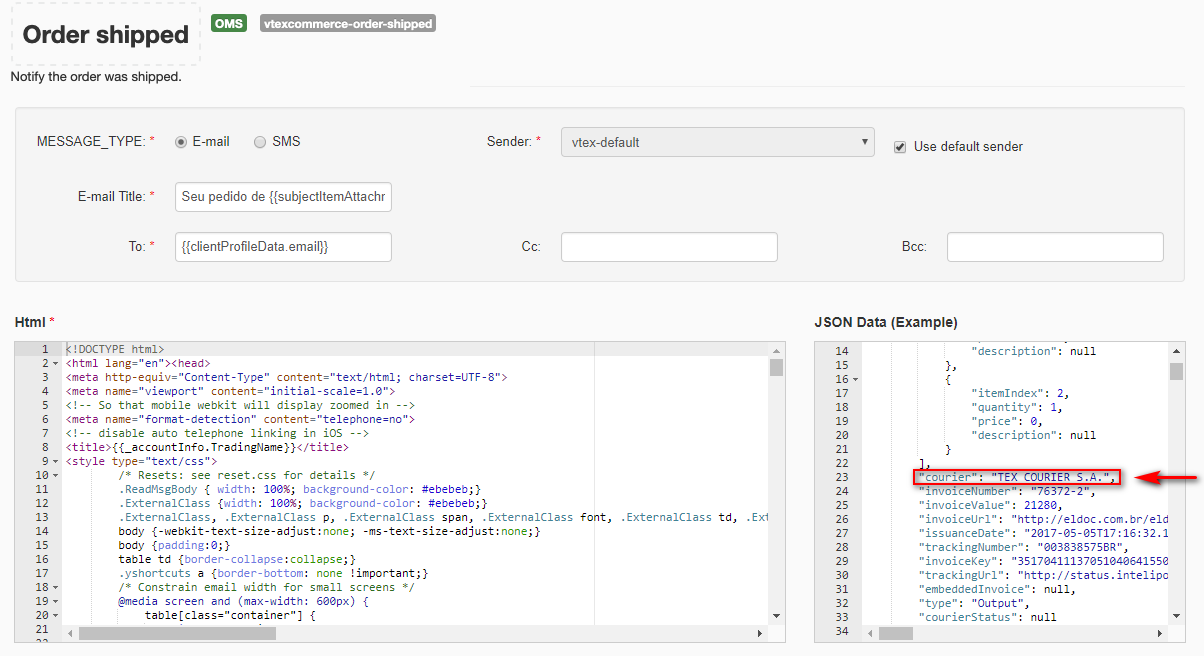 Order shipped
OMS
vtexcommerce-order-shipped
Notify the order was shipped.
MESSAGE_TYPE: * E-mail SMS
Sender: * vtex-default Use default sender
E-mail Title: * Seu pedido de {{subjectItemAttachr
To: * {{clientProfileData.email}}
Cc:
Bcc:
Html *
1 <!DOCTYPE html>
2 <html lang="en"><head>
3 <meta http-equiv="Content-Type" content="text/html; charset=UTF-8">
4 <meta name="viewport" content="initial-scale=1.0">
5 <!-- So that mobile webkit will display zoomed in -->
6 <meta name="format-detection" content="telephone=no">
7 <!-- disable auto telephone linking in iOS -->
8 <title>{{_accountInfo.TradingName}}</title>
9 <style type="text/css">
10 /* Resets: see reset.css for details */
11 .ReadMsgBody { width: 100%; background-color: #ebebeb;}
12 .ExternalClass {width: 100%; background-color: #ebebeb;}
13 .ExternalClass, .ExternalClass p, .ExternalClass span, .ExternalClass font, .ExternalClass td, .Ext
14 body {-webkit-text-size-adjust:none; -ms-text-size-adjust:none;}
15 body {padding:0;}
16 table td {border-collapse:collapse;}
17 .yshortcuts a {border-bottom: none !important;}
18 /* Constrain email width for small screens */
19 @media screen and (max-width: 600px) {
20 table[class="container"] {
21
JSON Data (Example)
14 "description": null
15 },
16 {
17 "itemIndex": 2,
18 "quantity": 1,
19 "price": 0,
20 "description": null
21 }
22 ],
23 "courier": "TEX COURIER S.A.",
24 "invoiceNumber": "76372-2",
25 "invoiceValue": 21280,
26 "invoiceUrl": "http://eldoc.com.br/eld
27 "issuanceDate": "2017-05-05T17:16:32.1
28 "trackingNumber": "003838575BR",
29 "invoiceKey": "35170411137051040641550
30 "trackingUrl": "http://status.intelipo
31 "embeddedInvoice": null,
32 "type": "Output",
33 "courierStatus": null
34